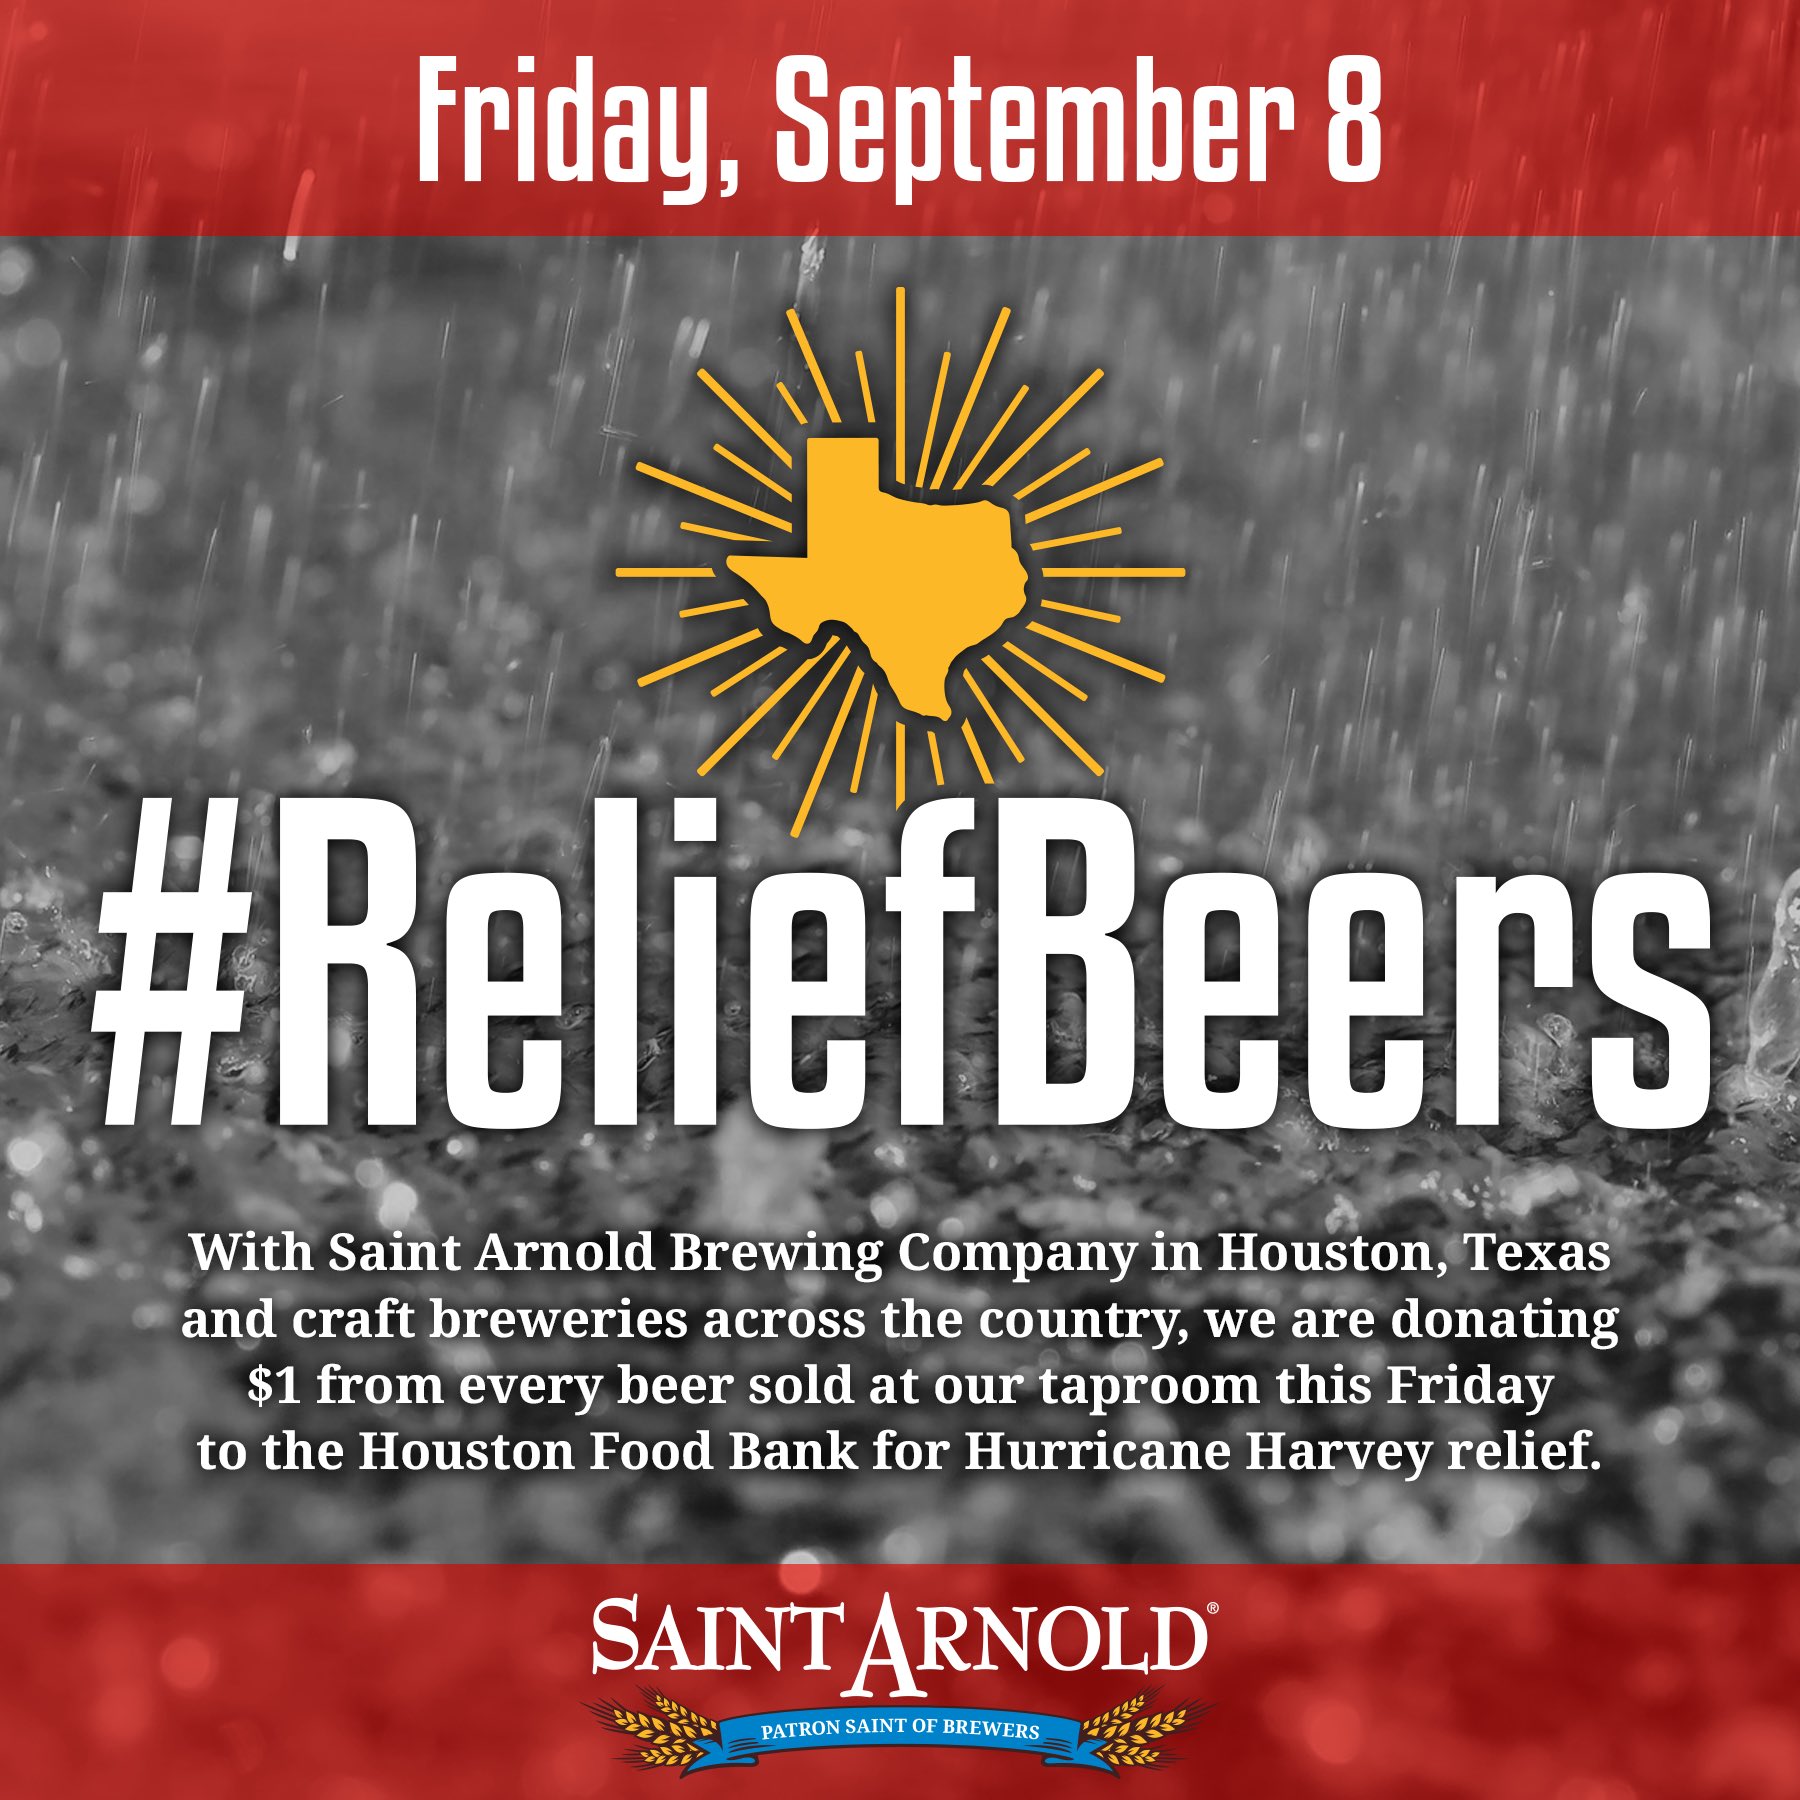 Friday, September 8
#ReliefBeers
With Saint Arnold Brewing Company in Houston, Texas
and craft breweries across the country, we are donating
$1 from every beer sold at our taproom this Friday
to the Houston Food Bank for Hurricane Harvey relief.
SAINT ARNOLD®
PATRON SAINT OF BREWERS